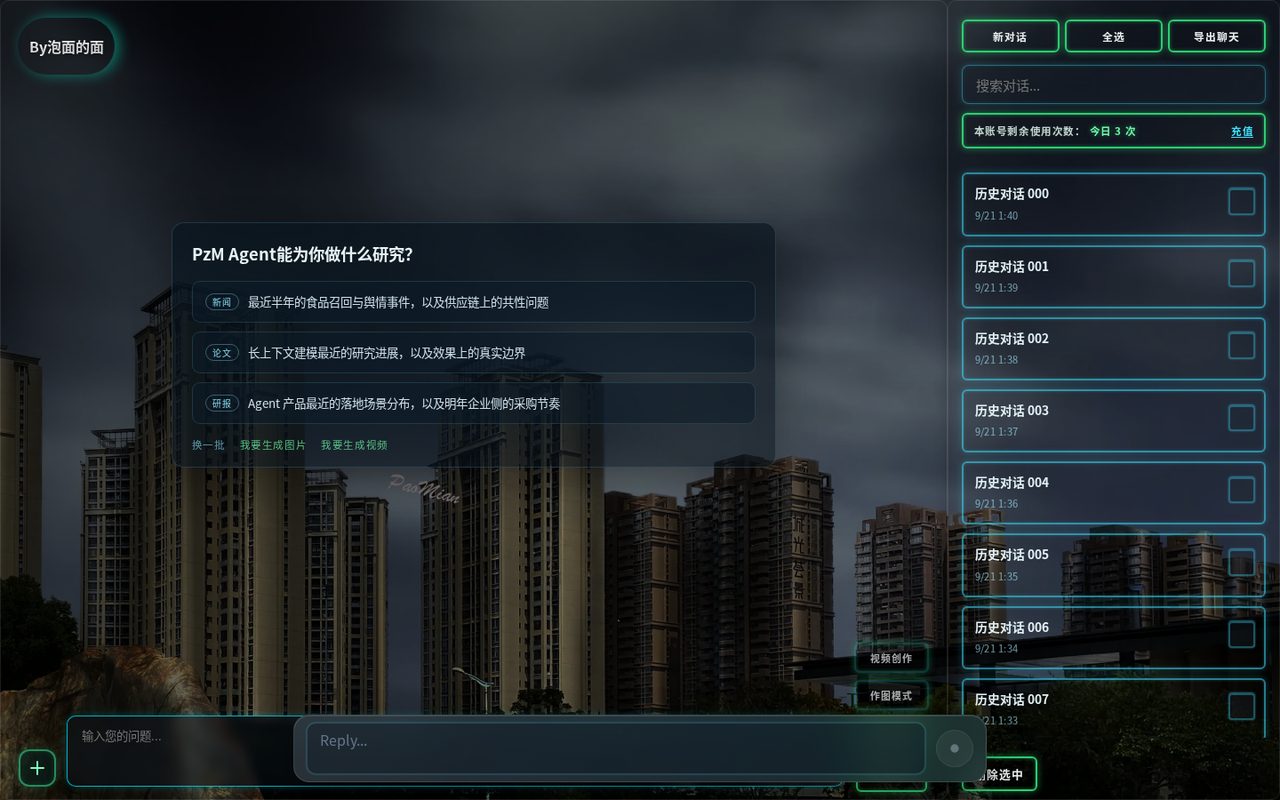 By泡面的面
新对话
全选
导出聊天
搜索对话...
本账号剩余使用次数： 今日 3 次
充值
历史对话 000
9/21 1:40
历史对话 001
9/21 1:39
历史对话 002
9/21 1:38
历史对话 003
9/21 1:37
历史对话 004
9/21 1:36
历史对话 005
9/21 1:35
历史对话 006
9/21 1:34
历史对话 007
9/21 1:33
PzM Agent能为你做什么研究?
新闻 最近半年的食品召回与舆情事件，以及供应链上的共性问题
论文 长上下文建模最近的研究进展，以及效果上的真实边界
研报 Agent 产品最近的落地场景分布，以及明年企业侧的采购节奏
换一批 我要生成图片 我要生成视频
PaoMian
视频创作
作图模式
输入您的问题...
Reply...
+
除选中